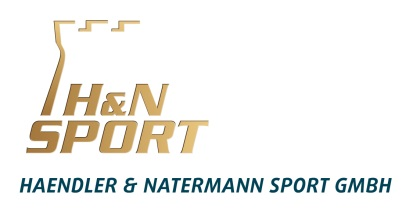 H&N
SPORT
HAENDLER & NATERMANN SPORT GMBH